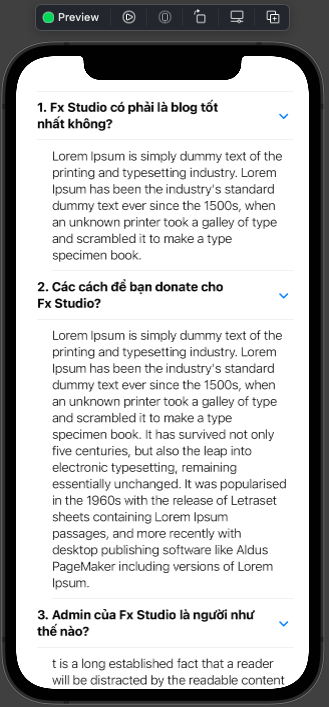 Preview
1. Fx Studio có phải là blog tốt
nhất không?
Lorem Ipsum is simply dummy text of the
printing and typesetting industry. Lorem
Ipsum has been the industry's standard
dummy text ever since the 1500s, when
an unknown printer took a galley of type
and scrambled it to make a type
specimen book.
2. Các cách để bạn donate cho
Fx Studio?
Lorem Ipsum is simply dummy text of the
printing and typesetting industry. Lorem
Ipsum has been the industry's standard
dummy text ever since the 1500s, when
an unknown printer took a galley of type
and scrambled it to make a type
specimen book. It has survived not only
five centuries, but also the leap into
electronic typesetting, remaining
essentially unchanged. It was popularised
in the 1960s with the release of Letraset
sheets containing Lorem Ipsum
passages, and more recently with
desktop publishing software like Aldus
PageMaker including versions of Lorem
Ipsum.
3. Admin của Fx Studio là người như
thế nào?
t is a long established fact that a reader
will be distracted by the readable content